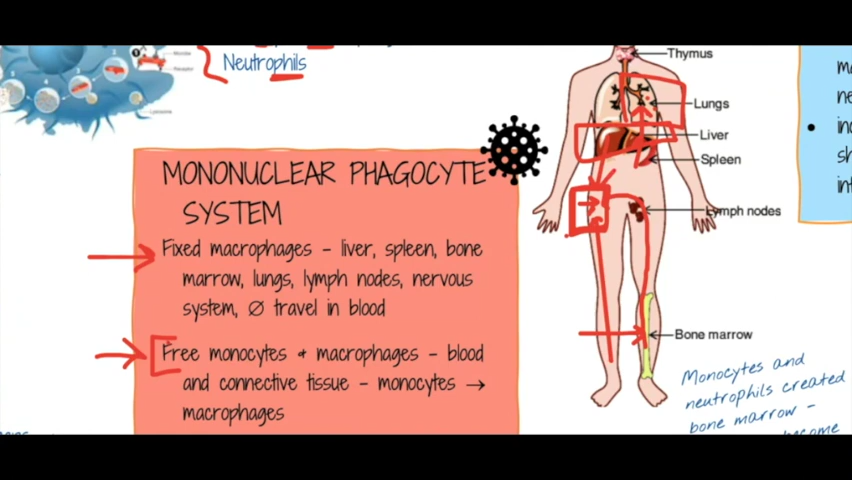 Neutrophils
MONONUCLEAR PHAGOCYTE
SYSTEM
Fixed macrophages - liver, spleen, bone
marrow, lungs, lymph nodes, nervous
system, Ø travel in blood
Free monocytes & macrophages - blood
and connective tissue - monocytes →
macrophages
Thymus
Lungs
Liver
Spleen
Lymph nodes
Bone marrow
Monocytes and
neutrophils created
bone marrow -
become